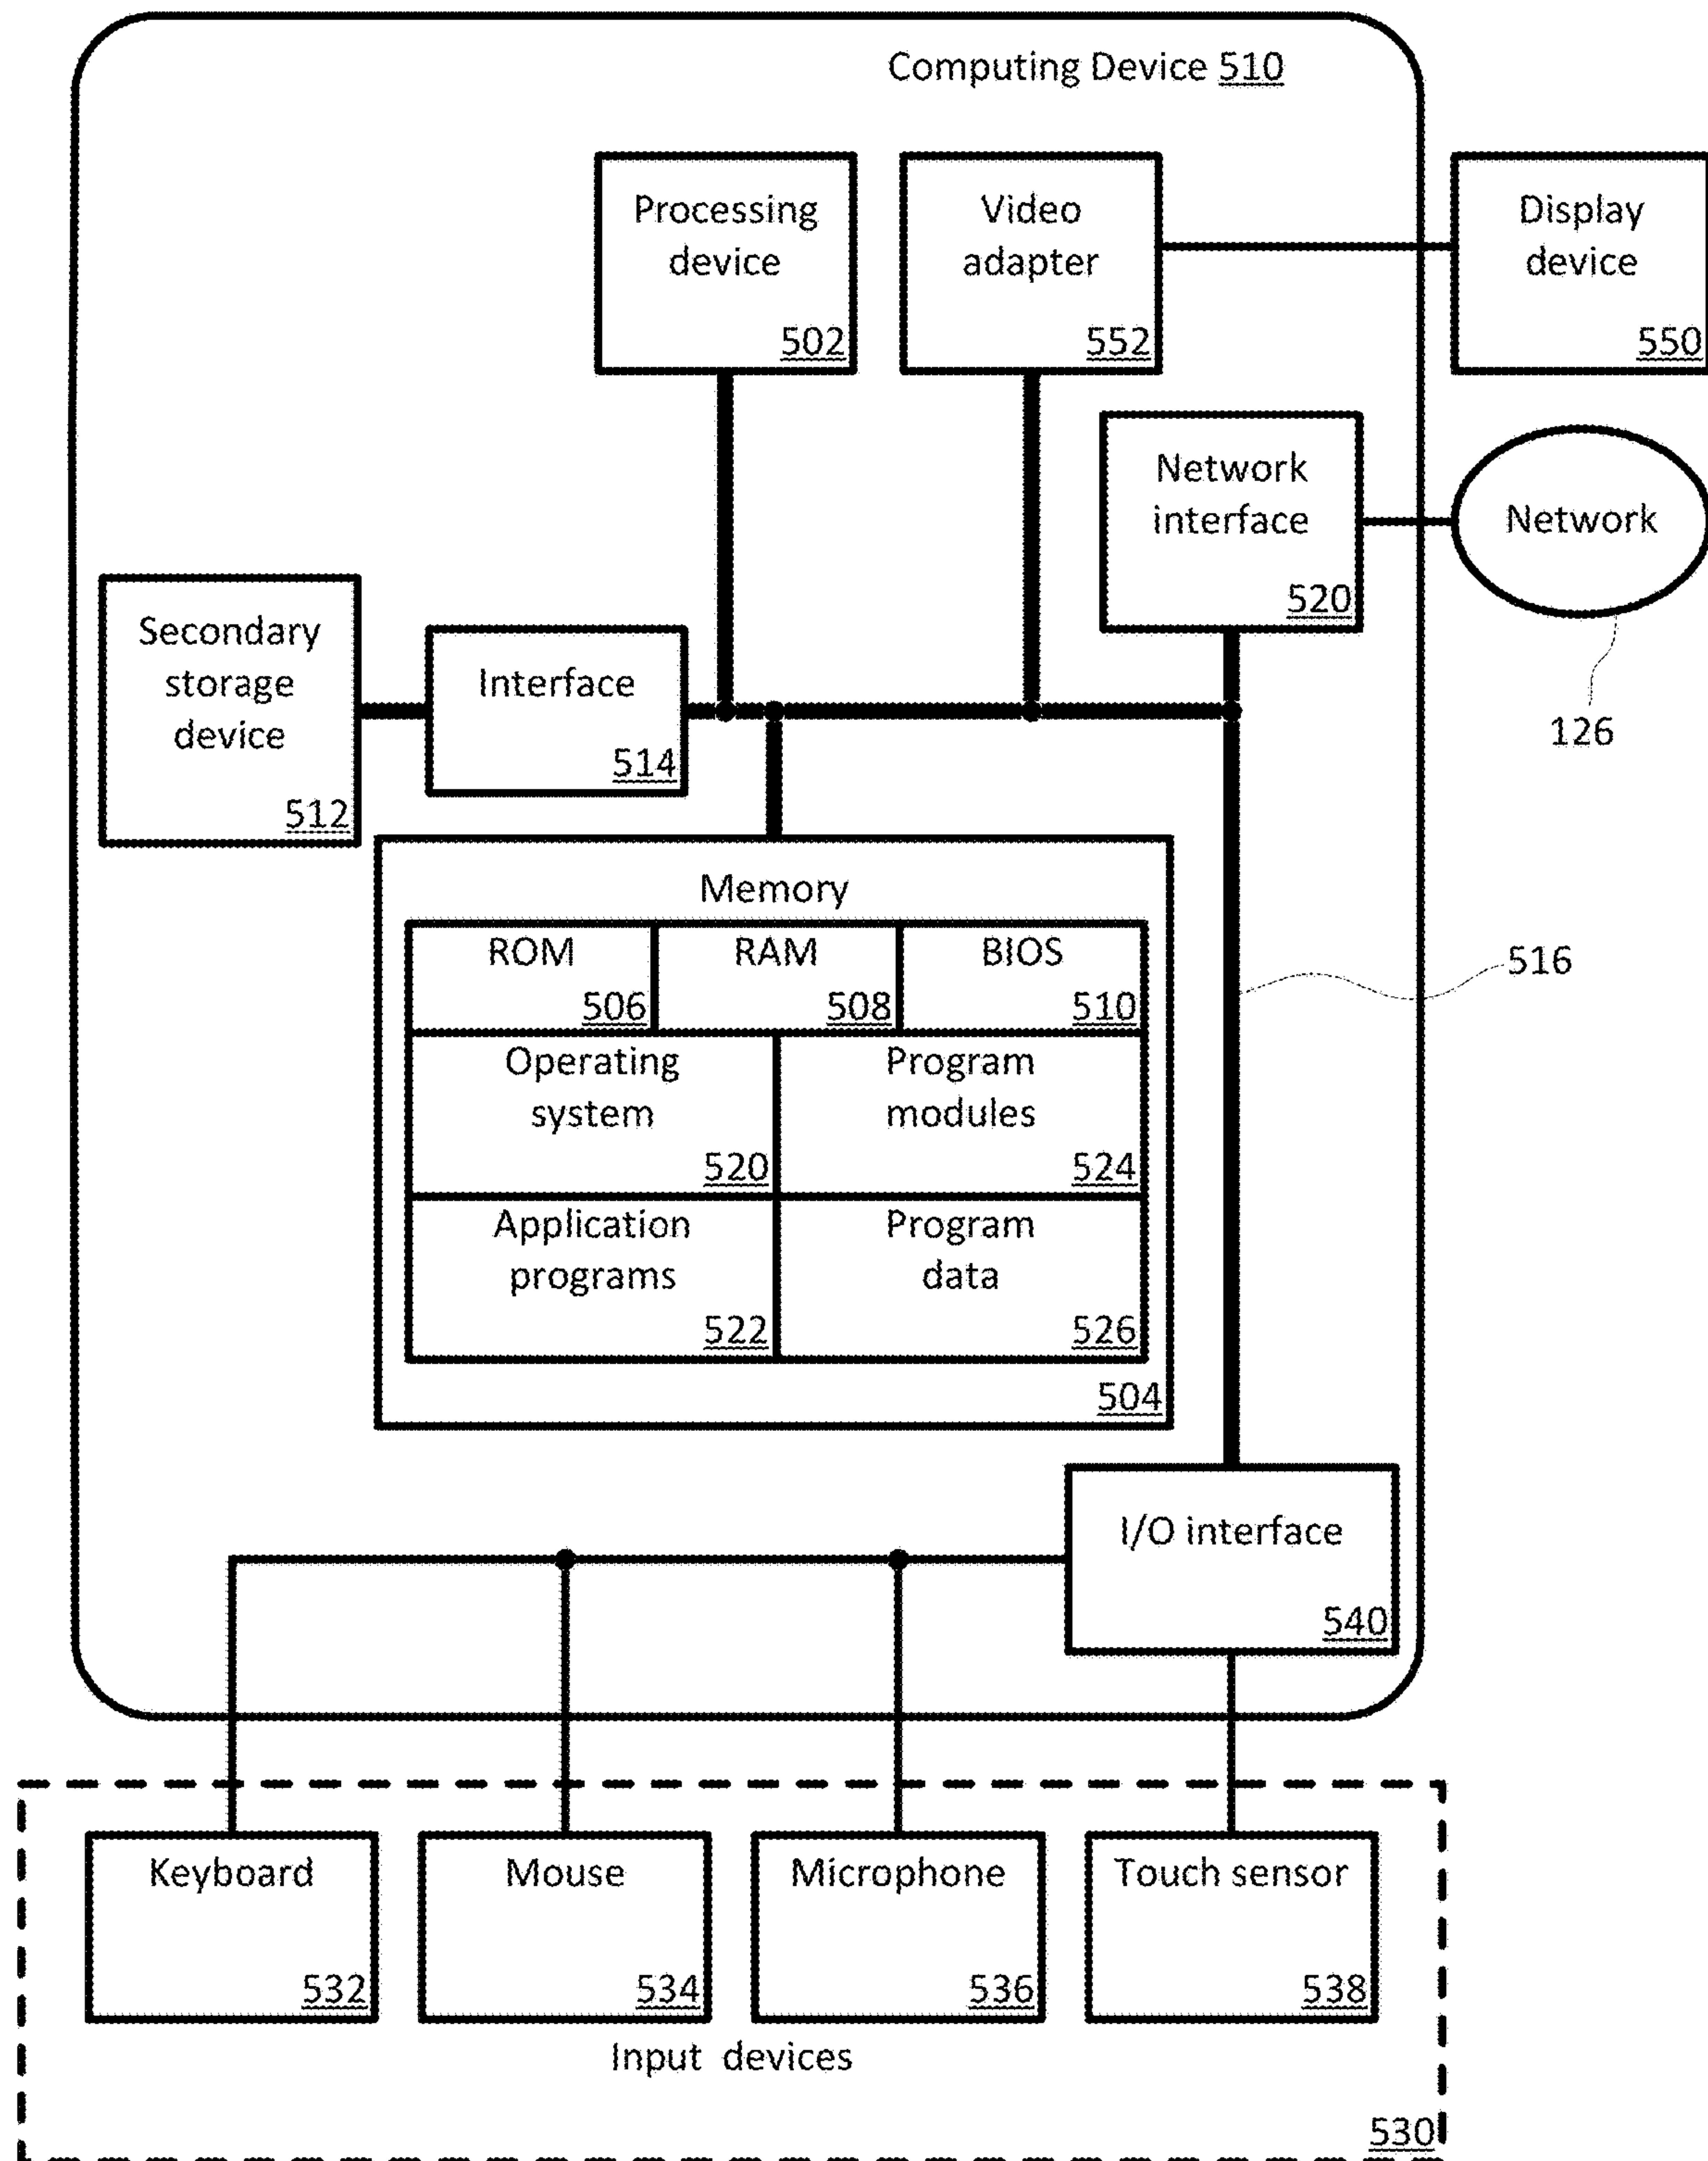 Computing Device 510
Processing
device
502
Video
adapter
552
Display
device
550
Network
interface
520
Network
126
Secondary
storage
device
512
Interface
514
Memory
ROM
506
RAM
508
BIOS
510
Operating
system
520
Program
modules
524
Application
programs
522
Program
data
526
504
516
I/O interface
540
Keyboard
532
Mouse
534
Microphone
536
Touch sensor
538
Input devices
530